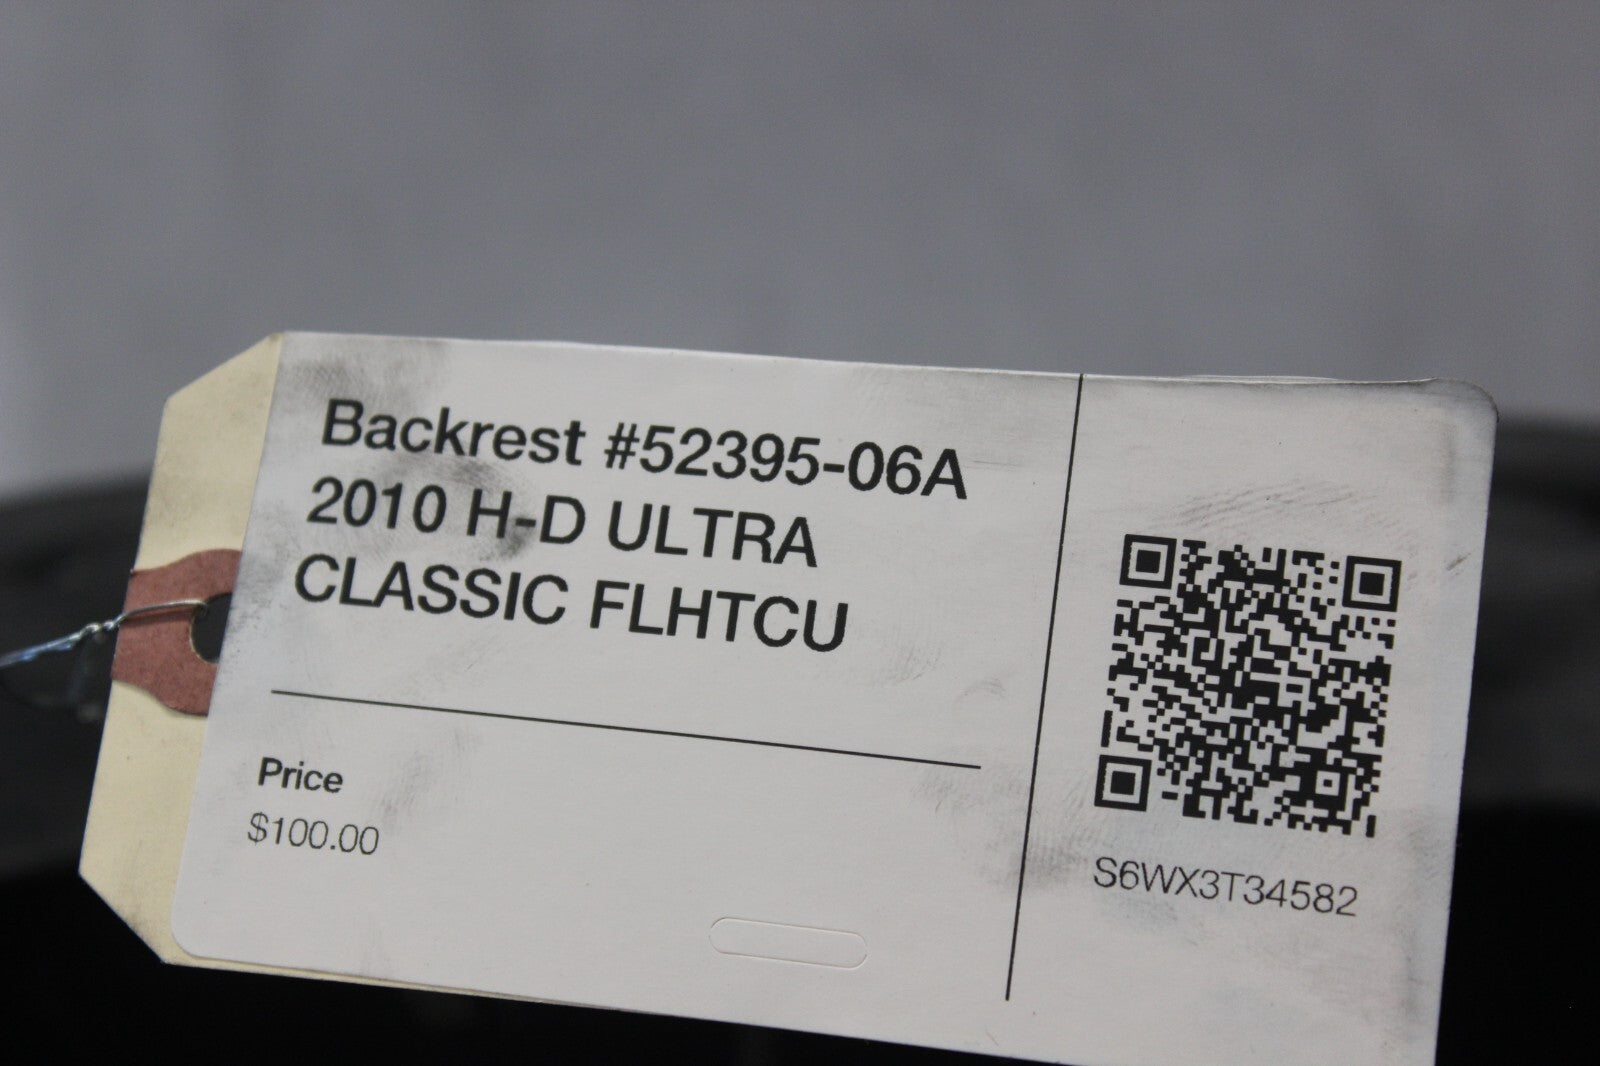 Backrest #52395-06A
2010 H-D ULTRA
CLASSIC FLHTCU
Price
$100.00
S6WX3T34582